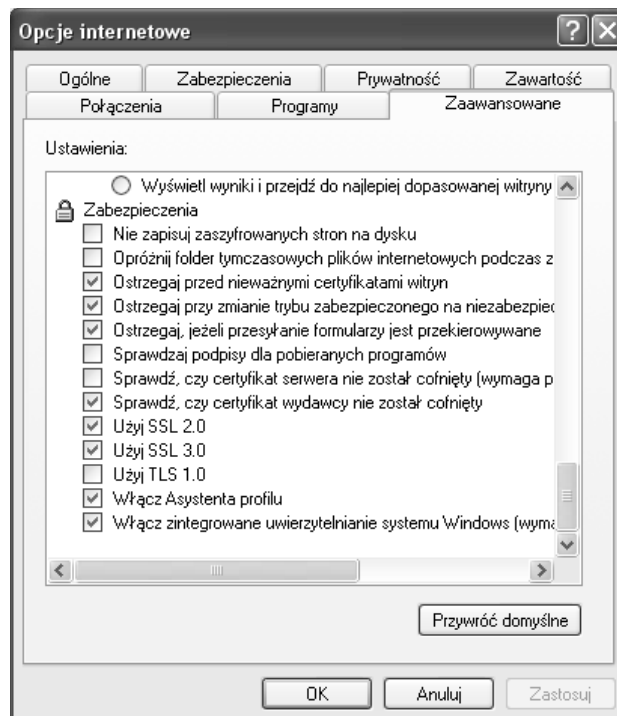 Opcje internetowe
Ogólne Zabezpieczenia Prywatność Zawartość
Połączenia Programy Zaawansowane
Ustawienia:
Wyświetl wyniki i przejdź do najlepiej dopasowanej witryny
Zabezpieczenia
Nie zapisuj zaszyfrowanych stron na dysku
Opróżnij folder tymczasowych plików internetowych podczas z
Ostrzegaj przed nieważnymi certyfikatami witryn
Ostrzegaj przy zmianie trybu zabezpieczonego na niezabezpiec
Ostrzegaj, jeżeli przesyłanie formularzy jest przekierowywane
Sprawdzaj podpisy dla pobieranych programów
Sprawdź, czy certyfikat serwera nie został cofnięty (wymaga p
Sprawdź, czy certyfikat wydawcy nie został cofnięty
Użyj SSL 2.0
Użyj SSL 3.0
Użyj TLS 1.0
Włącz Asystenta profilu
Włącz zintegrowane uwierzytelnianie systemu Windows (wyma
Przywróć domyślne
OK Anuluj Zastosuj